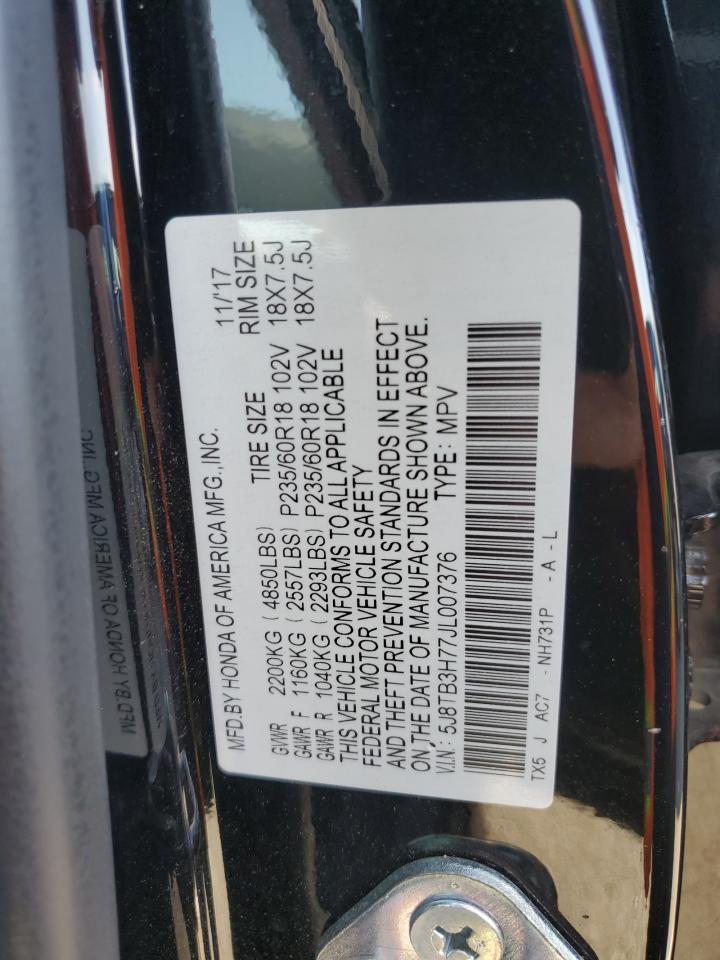 MFD.BY HONDA OF AMERICA MFG.,INC. 11/17
TIRE SIZE RIM SIZE
GVWR 2200KG ( 4850LBS)
GAWR F 1160KG ( 2557LBS) P235/60R18 102V 18X7.5J
GAWR R 1040KG ( 2293LBS) P235/60R18 102V 18X7.5J
THIS VEHICLE CONFORMS TO ALL APPLICABLE
FEDERAL MOTOR VEHICLE SAFETY
AND THEFT PREVENTION STANDARDS IN EFFECT
ON THE DATE OF MANUFACTURE SHOWN ABOVE.
V.I.N.: 5J8TB3H77JL007376 TYPE: MPV
TX5 J AC7 - NH731P - A - L
MFD.BY HONDA OF AMERICA MFG.,INC.